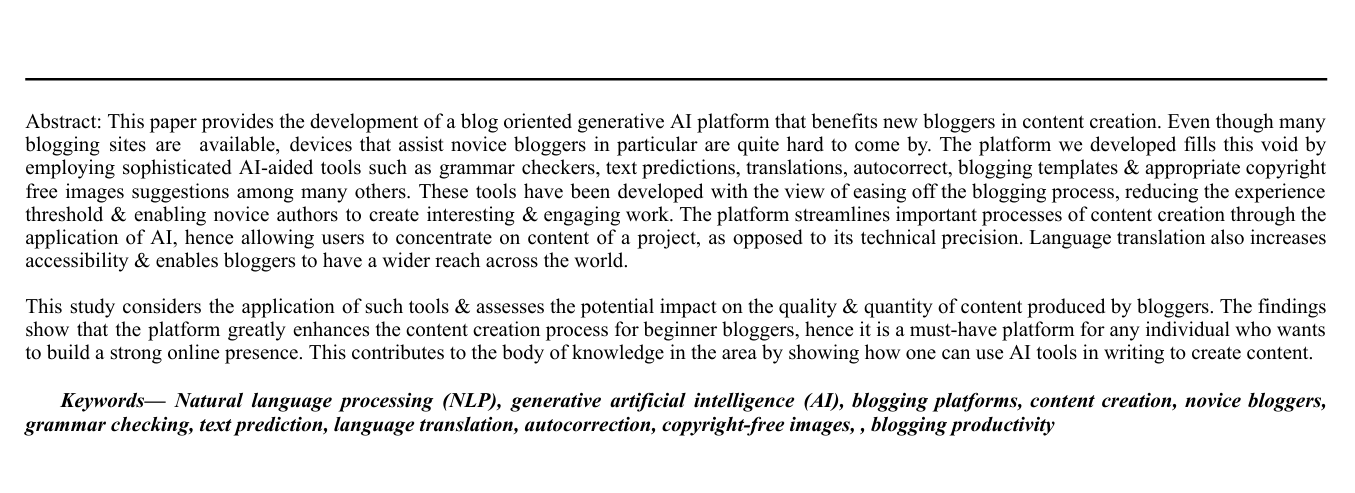 Abstract: This paper provides the development of a blog oriented generative AI platform that benefits new bloggers in content creation. Even though many
blogging sites are  available, devices that assist novice bloggers in particular are quite hard to come by. The platform we developed fills this void by
employing sophisticated AI-aided tools such as grammar checkers, text predictions, translations, autocorrect, blogging templates & appropriate copyright
free images suggestions among many others. These tools have been developed with the view of easing off the blogging process, reducing the experience
threshold & enabling novice authors to create interesting & engaging work. The platform streamlines important processes of content creation through the
application of AI, hence allowing users to concentrate on content of a project, as opposed to its technical precision. Language translation also increases
accessibility & enables bloggers to have a wider reach across the world.
This study considers the application of such tools & assesses the potential impact on the quality & quantity of content produced by bloggers. The findings
show that the platform greatly enhances the content creation process for beginner bloggers, hence it is a must-have platform for any individual who wants
to build a strong online presence. This contributes to the body of knowledge in the area by showing how one can use AI tools in writing to create content.
Keywords— Natural language processing (NLP), generative artificial intelligence (AI), blogging platforms, content creation, novice bloggers,
grammar checking, text prediction, language translation, autocorrection, copyright-free images, , blogging productivity